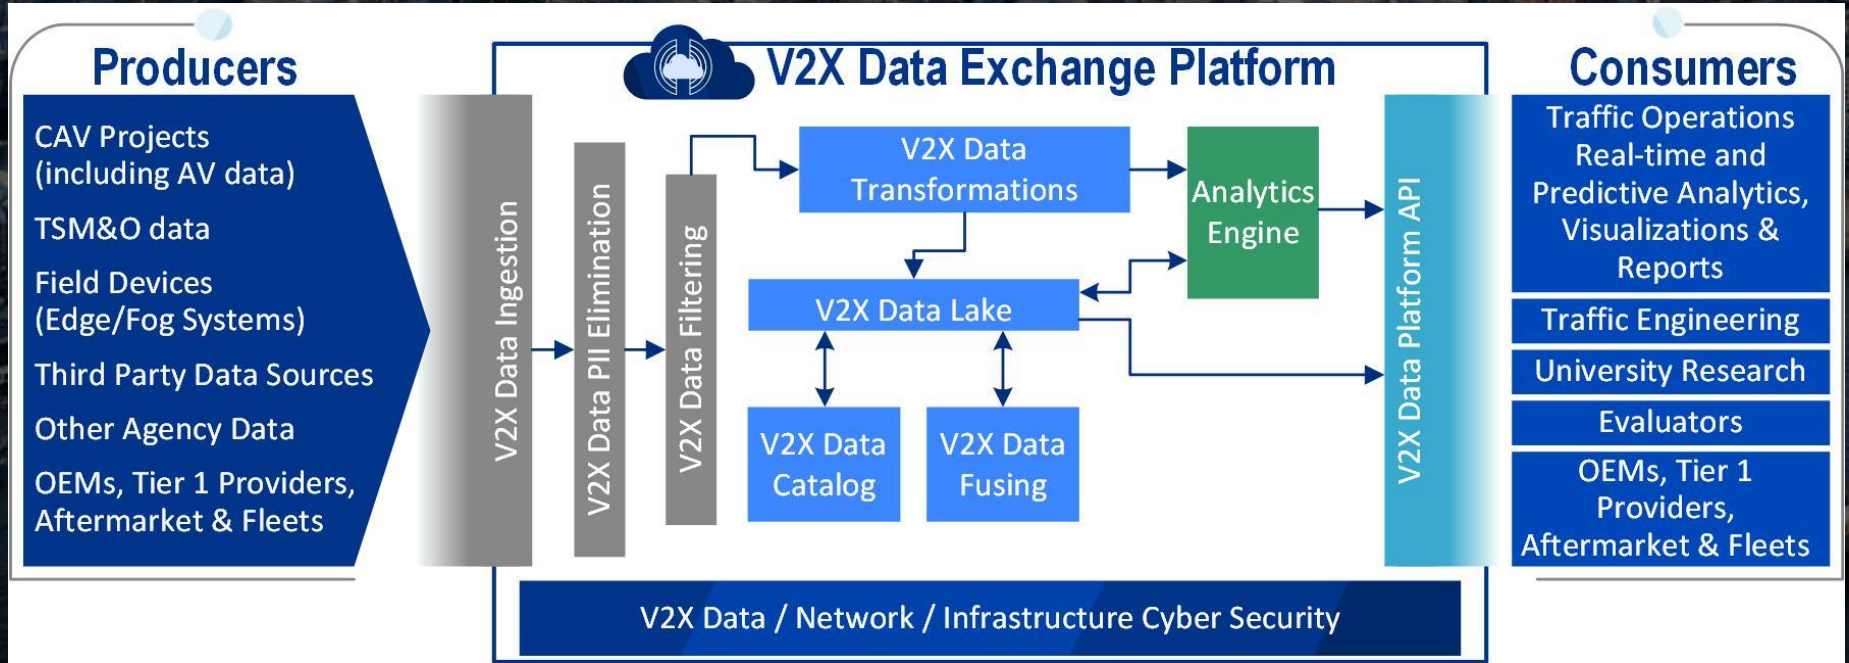 Producers
CAV Projects
(including AV data)
TSM&O data
Field Devices
(Edge/Fog Systems)
Third Party Data Sources
Other Agency Data
OEMs, Tier 1 Providers,
Aftermarket & Fleets
V2X Data Exchange Platform
V2X Data Ingestion
V2X Data PII Elimination
V2X Data Filtering
V2X Data
Transformations
Analytics
Engine
V2X Data Lake
V2X Data
Catalog
V2X Data
Fusing
V2X Data Platform API
V2X Data / Network / Infrastructure Cyber Security
Consumers
Traffic Operations
Real-time and
Predictive Analytics,
Visualizations &
Reports
Traffic Engineering
University Research
Evaluators
OEMs, Tier 1
Providers,
Aftermarket & Fleets